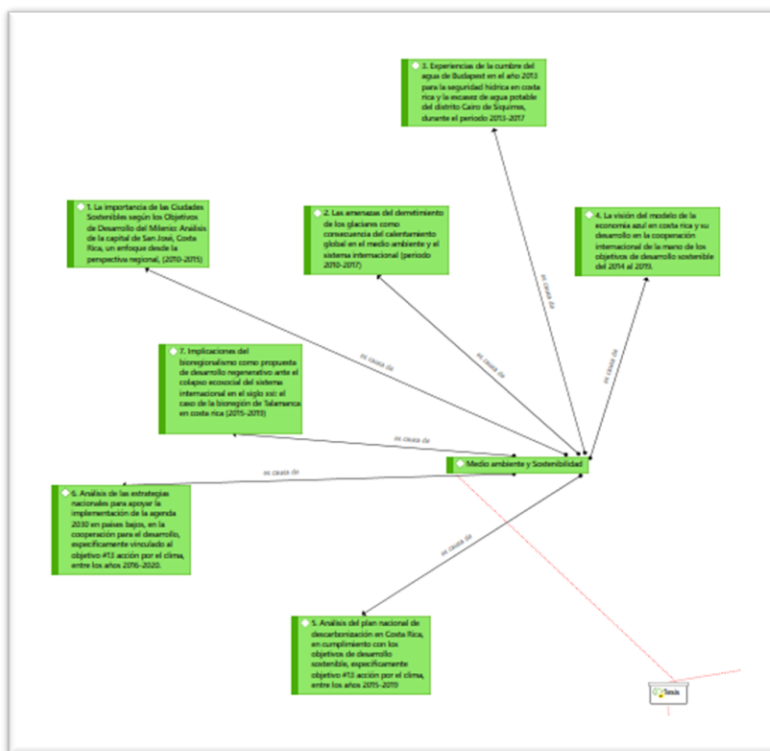 3. Experiencias de la cumbre del
agua de Budapest en el año 2013
para la seguridad hídrica en costa
rica y la escasez de agua potable
del distrito Cairo de Siquirres,
durante el periodo 2013-2017
1. La importancia de las Ciudades
Sostenibles según los Objetivos
de Desarrollo del Milenio: Análisis
de la capital de San José, Costa
Rica, un enfoque desde la
perspectiva regional, (2010-2015)
2. Las amenazas del derretimiento
de los glaciares como
consecuencia del calentamiento
global en el medio ambiente y el
sistema internacional (periodo
2010-2017)
4. La visión del modelo de la
economía azul en costa rica y su
desarrollo en la cooperación
internacional de la mano de los
objetivos de desarrollo sostenible
del 2014 al 2019.
es causa de
es causa de
es causa de
es causa de
7. Implicaciones del
bioregionalismo como propuesta
de desarrollo regenerativo ante el
colapso ecosocial del sistema
internacional en el siglo xxi: el
caso de la bioregión de Talamanca
en costa rica (2015-2019)
es causa de
Medio ambiente y Sostenibilidad
es causa de
6. Análisis de las estrategias
nacionales para apoyar la
implementación de la agenda
2030 en países bajos, en la
cooperación para el desarrollo,
específicamente vinculado al
objetivo #13 acción por el clima,
entre los años 2016-2020.
es causa de
5. Análisis del plan nacional de
descarbonización en Costa Rica,
en cumplimiento con los
objetivos de desarrollo
sostenible, específicamente
objetivo #13 acción por el clima,
entre los años 2015-2019
Tesis